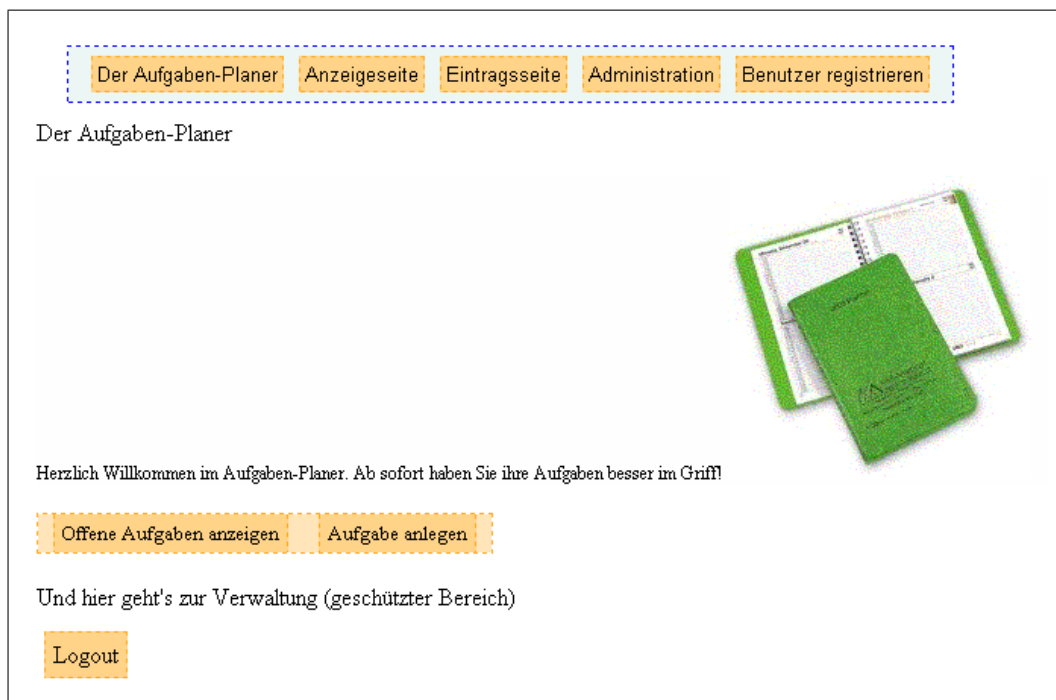 Der Aufgaben-Planer Anzeigeseite Eintragsseite Administration Benutzer registrieren
Der Aufgaben-Planer
Herzlich Willkommen im Aufgaben-Planer. Ab sofort haben Sie ihre Aufgaben besser im Griff!
Offene Aufgaben anzeigen Aufgabe anlegen
Und hier geht's zur Verwaltung (geschützter Bereich)
Logout